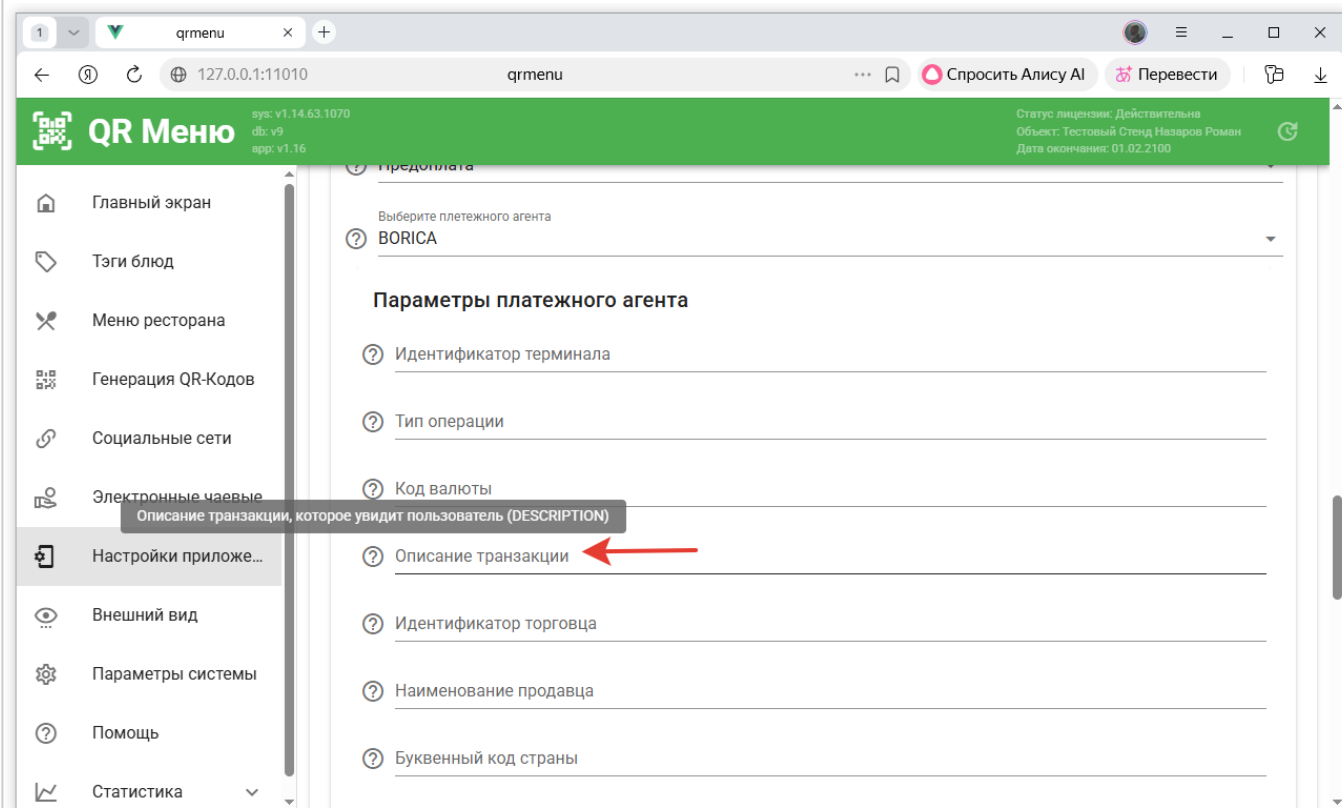 1
qrmenu
127.0.0.1:11010
qrmenu
Спросить Алису AI
Перевести
QR Меню
sys: v1.14.63.1070
db: v9
app: v1.16
Статус лицензии: Действительна
Объект: Тестовый Стенд Назаров Роман
Дата окончания: 01.02.2100
Главный экран
Тэги блюд
Меню ресторана
Генерация QR-Кодов
Социальные сети
Электронные чаевые
Настройки приложе...
Внешний вид
Параметры системы
Помощь
Статистика
Предоплата
Выберите плетежного агента
BORICA
Параметры платежного агента
Идентификатор терминала
Тип операции
Код валюты
Описание транзакции, которое увидит пользователь (DESCRIPTION)
Описание транзакции
Идентификатор торговца
Наименование продавца
Буквенный код страны